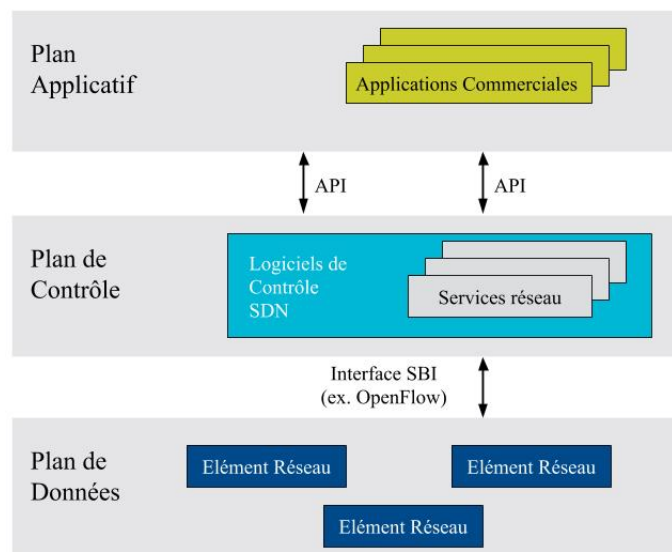 Plan
Applicatif
Applications Commerciales
API
API
Plan de
Contrôle
Logiciels de
Contrôle
SDN
Services réseau
Interface SBI
(ex. OpenFlow)
Plan de
Données
Elément Réseau
Elément Réseau
Elément Réseau